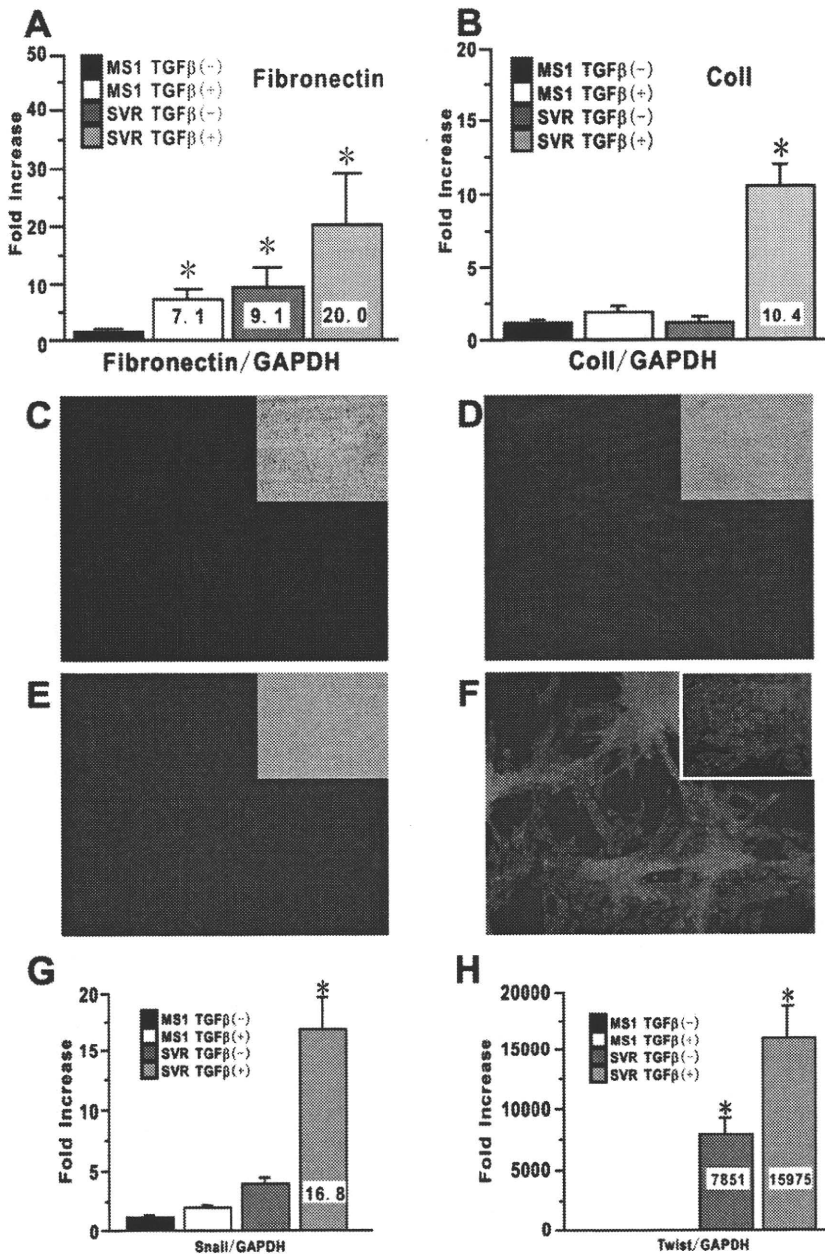 A
50
40
30
20
10
0
Fold Increase
MS1 TGFβ(-)
MS1 TGFβ(+)
SVR TGFβ(-)
SVR TGFβ(+)
Fibronectin
*
*
*
7.1
9.1
20.0
Fibronectin/GAPDH
B
20
15
10
5
0
Fold Increase
MS1 TGFβ(-)
MS1 TGFβ(+)
SVR TGFβ(-)
SVR TGFβ(+)
ColI
*
10.4
ColI/GAPDH
C
D
E
F
G
20
15
10
5
0
Fold Increase
MS1 TGFβ(-)
MS1 TGFβ(+)
SVR TGFβ(-)
SVR TGFβ(+)
*
16.8
Snail/GAPDH
H
20000
15000
10000
5000
0
Fold Increase
MS1 TGFβ(-)
MS1 TGFβ(+)
SVR TGFβ(-)
SVR TGFβ(+)
*
*
7851
15975
Twist/GAPDH